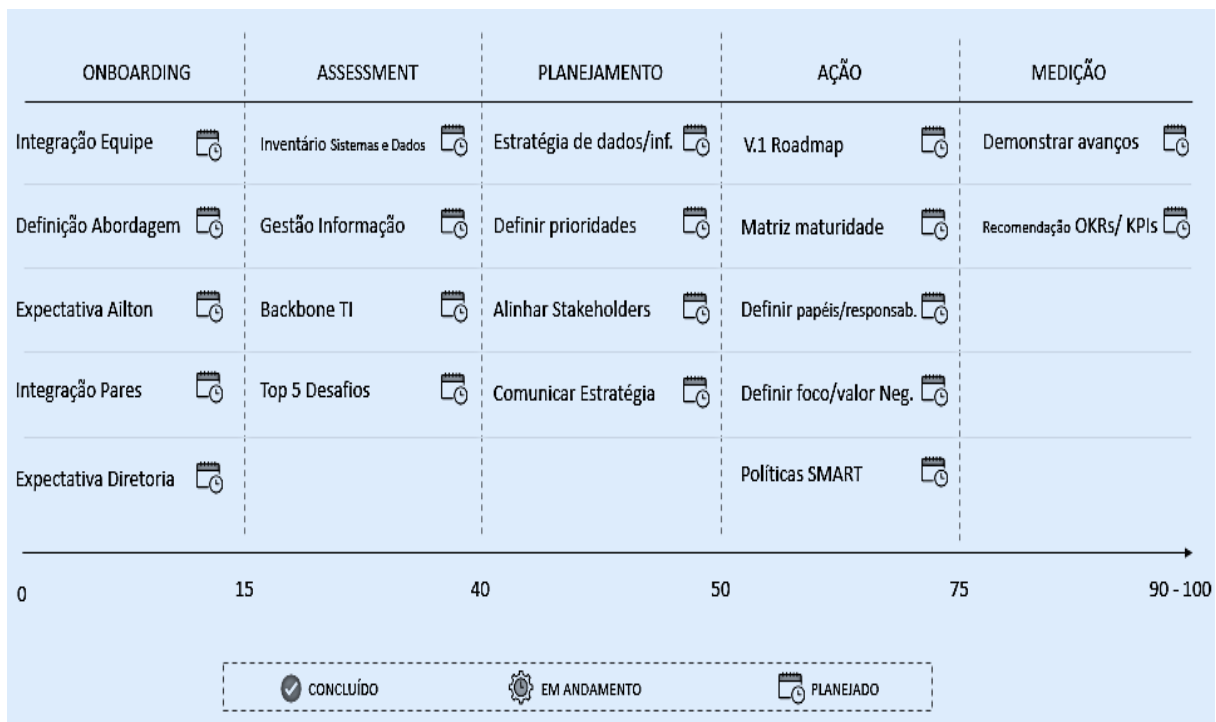 ONBOARDING ASSESSMENT PLANEJAMENTO AÇÃO MEDIÇÃO
Integração Equipe Inventário Sistemas e Dados Estratégia de dados/inf. V.1 Roadmap Demonstrar avanços
Definição Abordagem Gestão Informação Definir prioridades Matriz maturidade Recomendação OKRs/ KPIs
Expectativa Ailton Backbone TI Alinhar Stakeholders Definir papéis/responsab.
Integração Pares Top 5 Desafios Comunicar Estratégia Definir foco/valor Neg.
Expectativa Diretoria Políticas SMART
0 15 40 50 75 90 - 100
CONCLUÍDO EM ANDAMENTO PLANEJADO